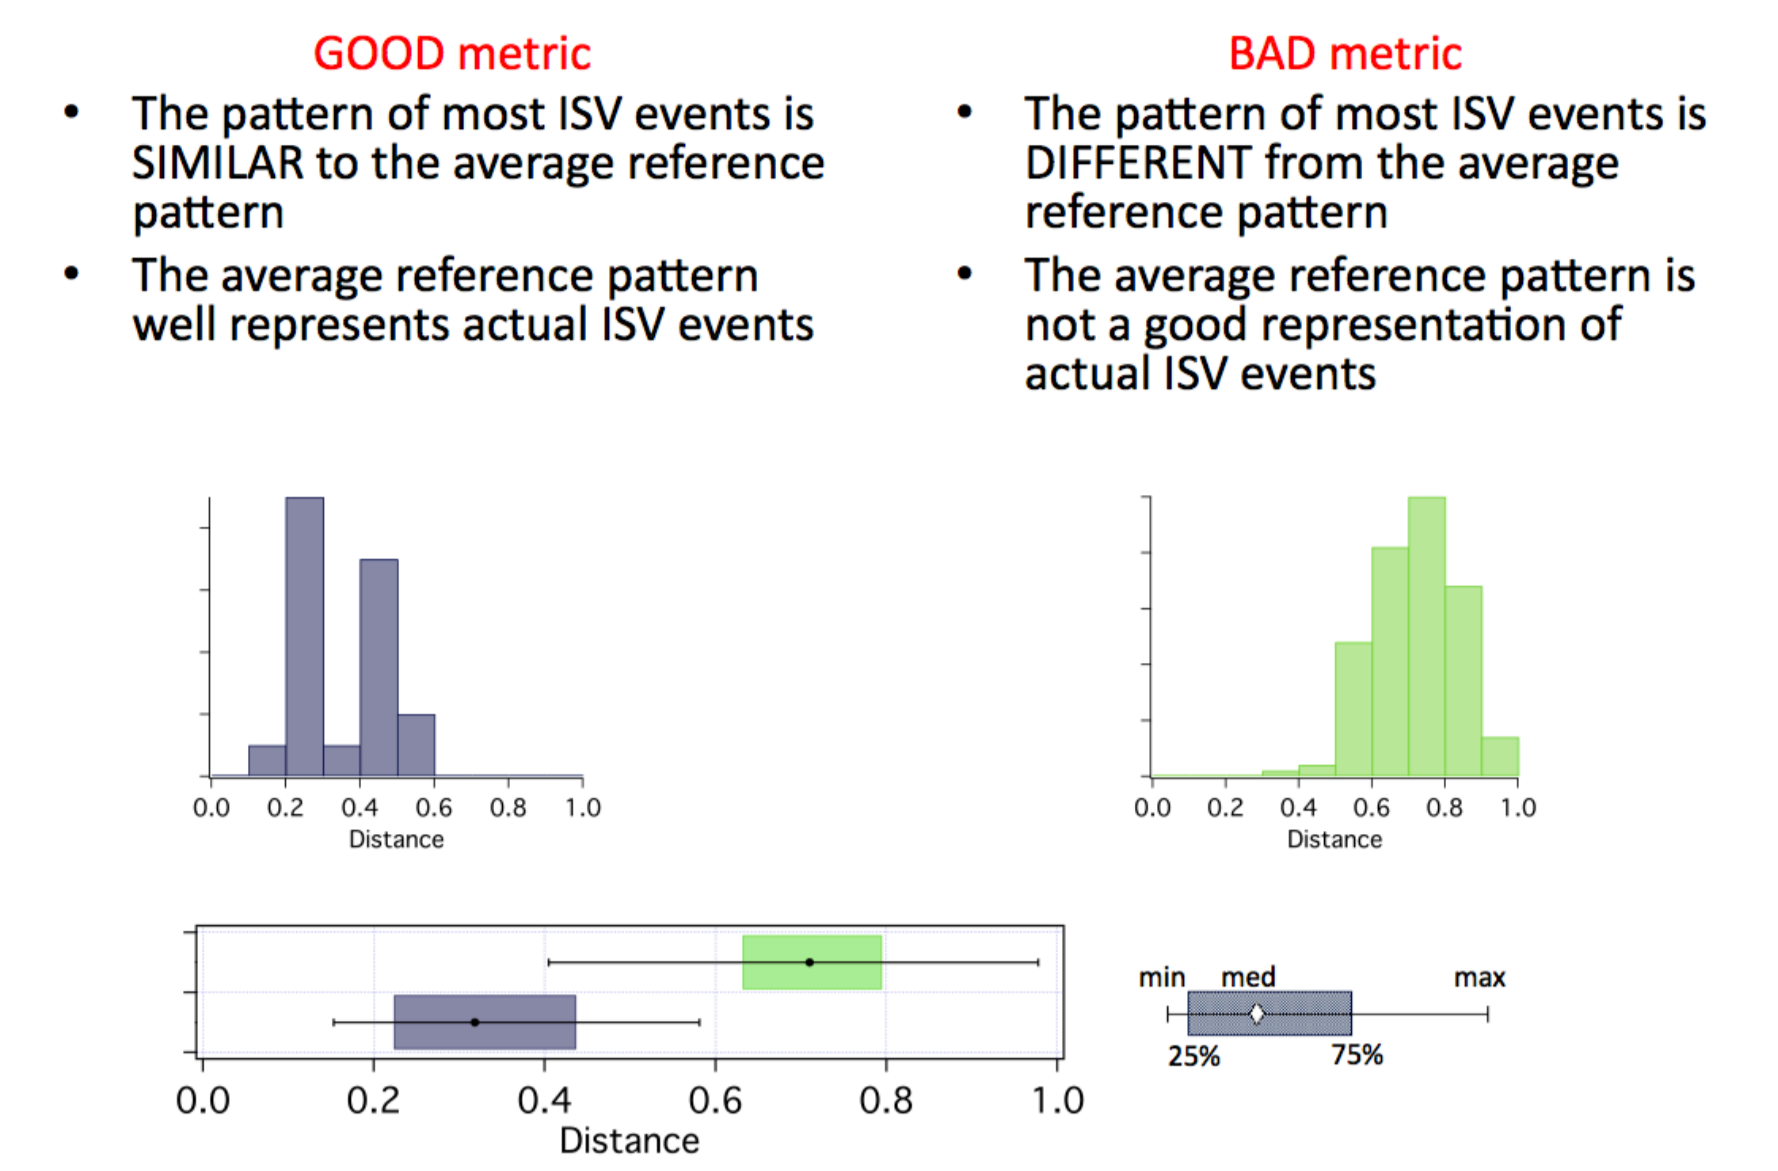 GOOD metric
• The pattern of most ISV events is
SIMILAR to the average reference
pattern
• The average reference pattern
well represents actual ISV events
BAD metric
• The pattern of most ISV events is
DIFFERENT from the average
reference pattern
• The average reference pattern is
not a good representation of
actual ISV events
0.0 0.2 0.4 0.6 0.8 1.0
Distance
0.0 0.2 0.4 0.6 0.8 1.0
Distance
0.0 0.2 0.4 0.6 0.8 1.0
Distance
min med max
25% 75%